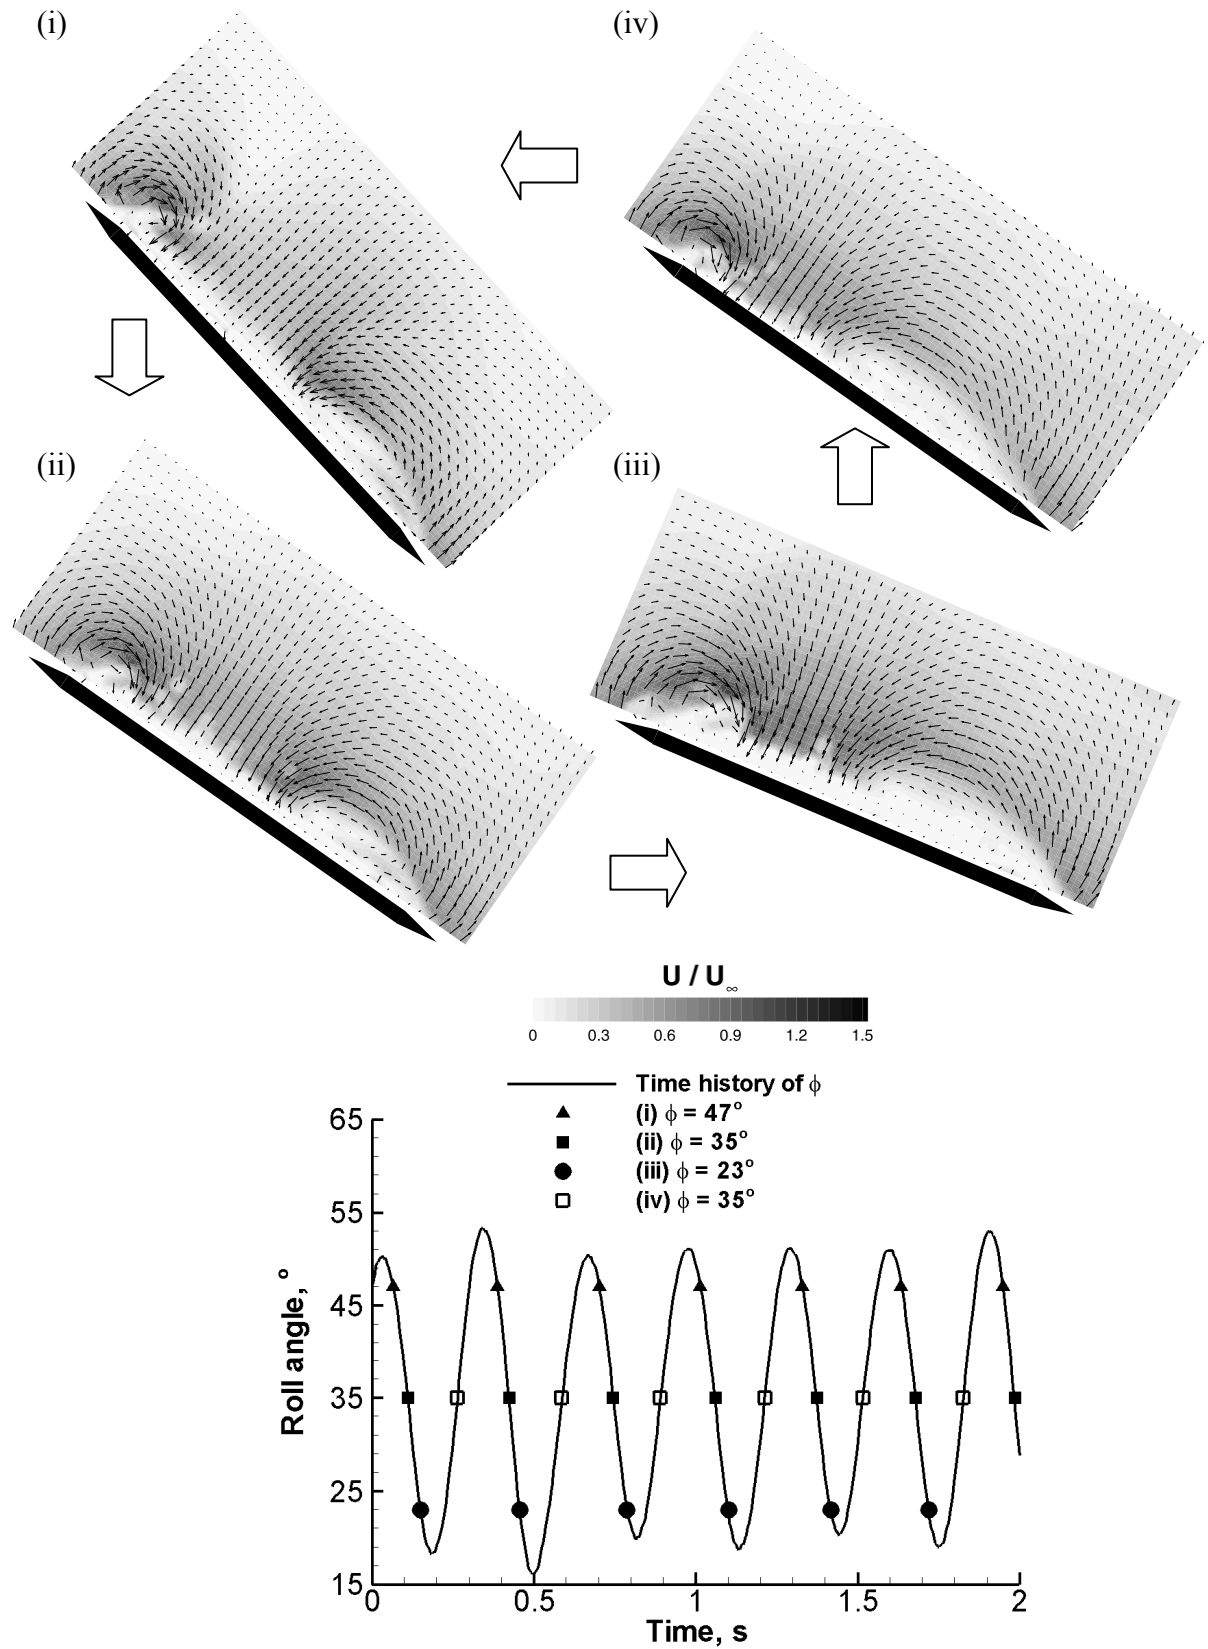 (i)
(iv)
(ii)
(iii)
U / U∞
0 0.3 0.6 0.9 1.2 1.5
Time history of ϕ
(i) ϕ = 47°
(ii) ϕ = 35°
(iii) ϕ = 23°
(iv) ϕ = 35°
65
55
45
35
25
15
Roll angle, °
0 0.5 1 1.5 2
Time, s